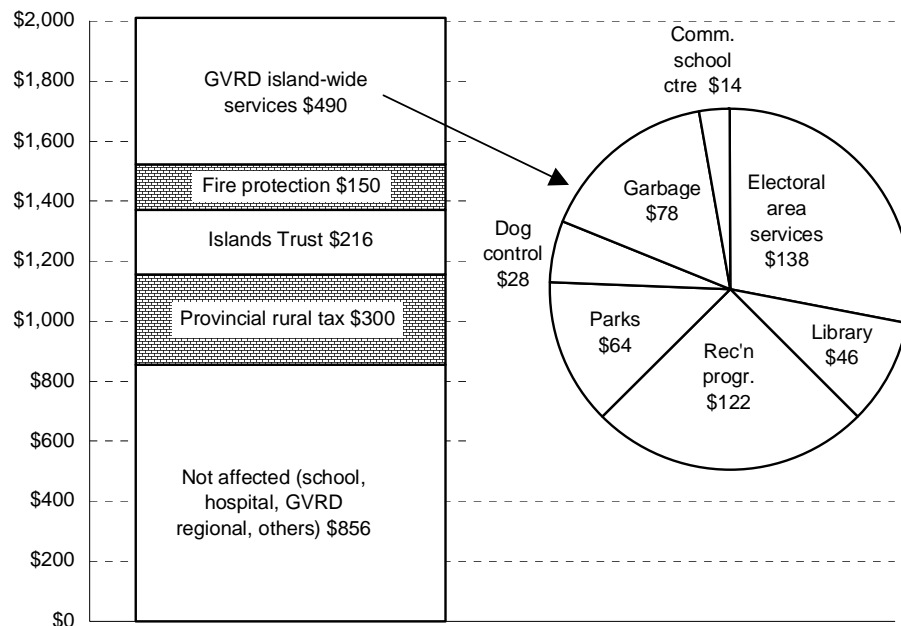 $2,000
$1,800
$1,600
$1,400
$1,200
$1,000
$800
$600
$400
$200
$0
GVRD island-wide
services $490
Fire protection $150
Islands Trust $216
Provincial rural tax $300
Not affected (school,
hospital, GVRD
regional, others) $856
Comm.
school
ctre $14
Electoral
area
services
$138
Library
$46
Rec'n
progr.
$122
Parks
$64
Dog
control
$28
Garbage
$78